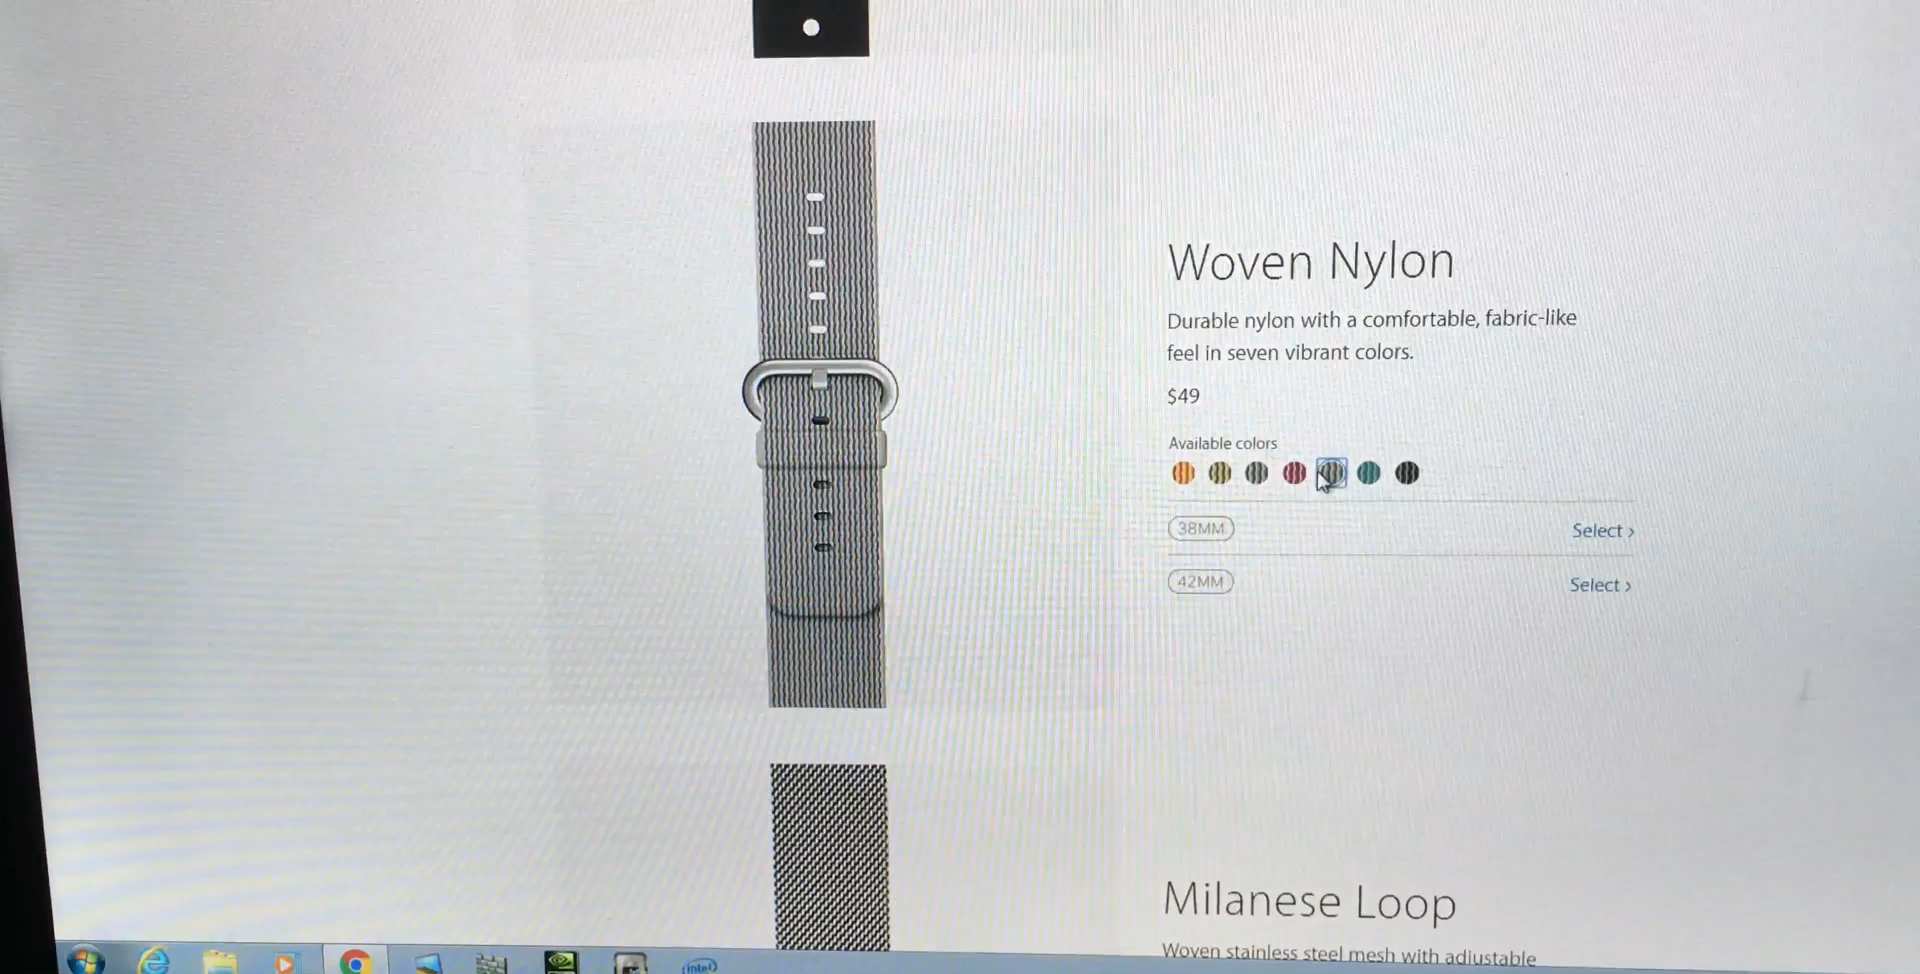 Woven Nylon
Durable nylon with a comfortable, fabric-like
feel in seven vibrant colors.
$49
Available colors
38MM
Select ›
42MM
Select ›
Milanese Loop
Woven stainless steel mesh with adjustable
intel